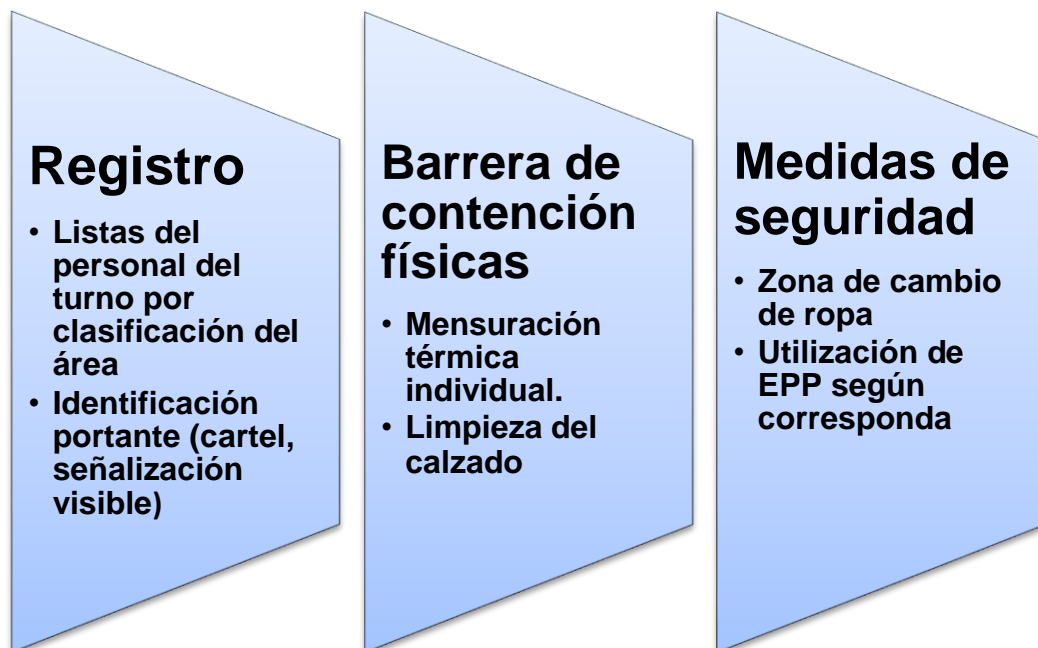 Registro
• Listas del
personal del
turno por
clasificación del
área
• Identificación
portante (cartel,
señalización
visible)
Barrera de
contención
físicas
• Mensuración
térmica
individual.
• Limpieza del
calzado
Medidas de
seguridad
• Zona de cambio
de ropa
• Utilización de
EPP según
corresponda